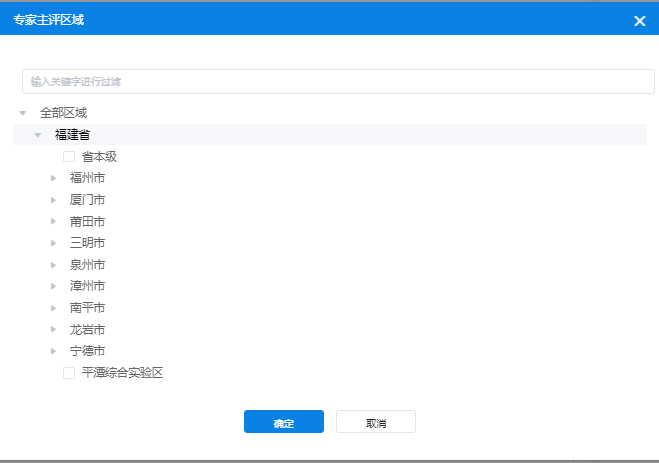 专家主评区域
输入关键字进行过滤
全部区域
福建省
省本级
福州市
厦门市
莆田市
三明市
泉州市
漳州市
南平市
龙岩市
宁德市
平潭综合实验区
确定 取消